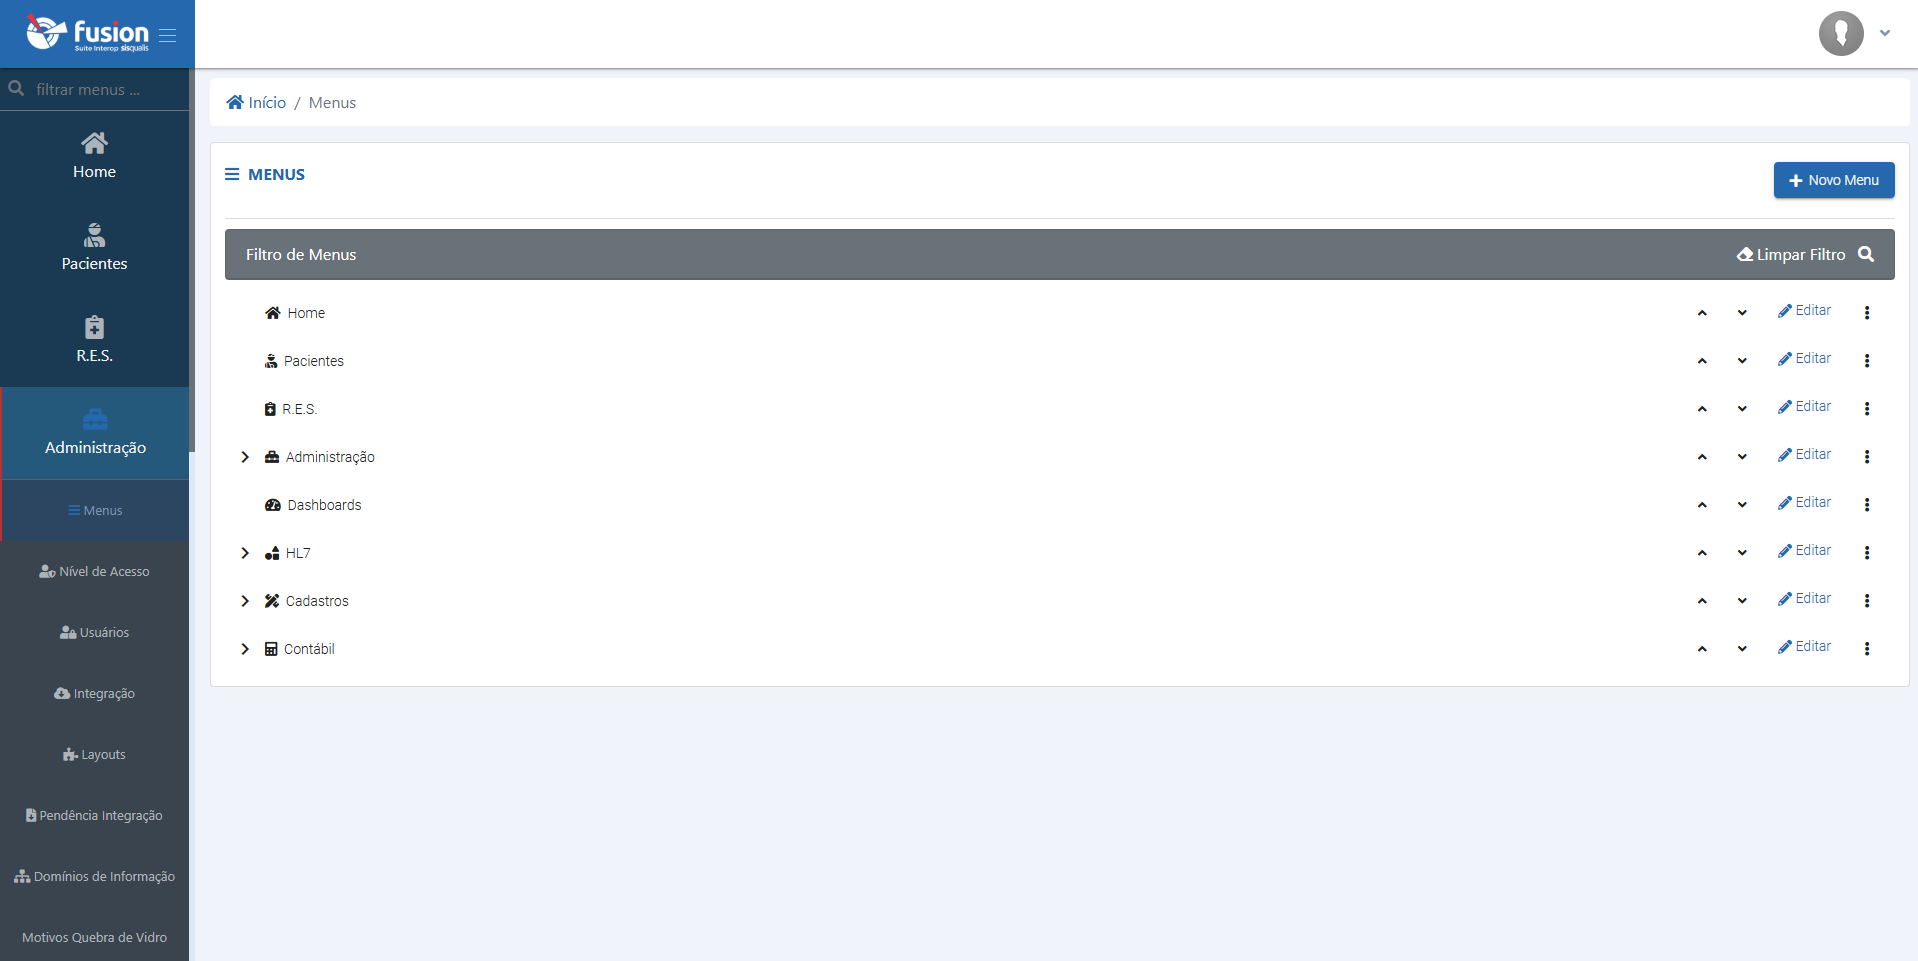 fusion
Suite Interop sisqualis
filtrar menus ...
Home
Pacientes
R.E.S.
Administração
Menus
Nível de Acesso
Usuários
Integração
Layouts
Pendência Integração
Domínios de Informação
Motivos Quebra de Vidro
Início / Menus
MENUS
Novo Menu
Filtro de Menus
Limpar Filtro
Home Editar
Pacientes Editar
R.E.S. Editar
Administração Editar
Dashboards Editar
HL7 Editar
Cadastros Editar
Contábil Editar